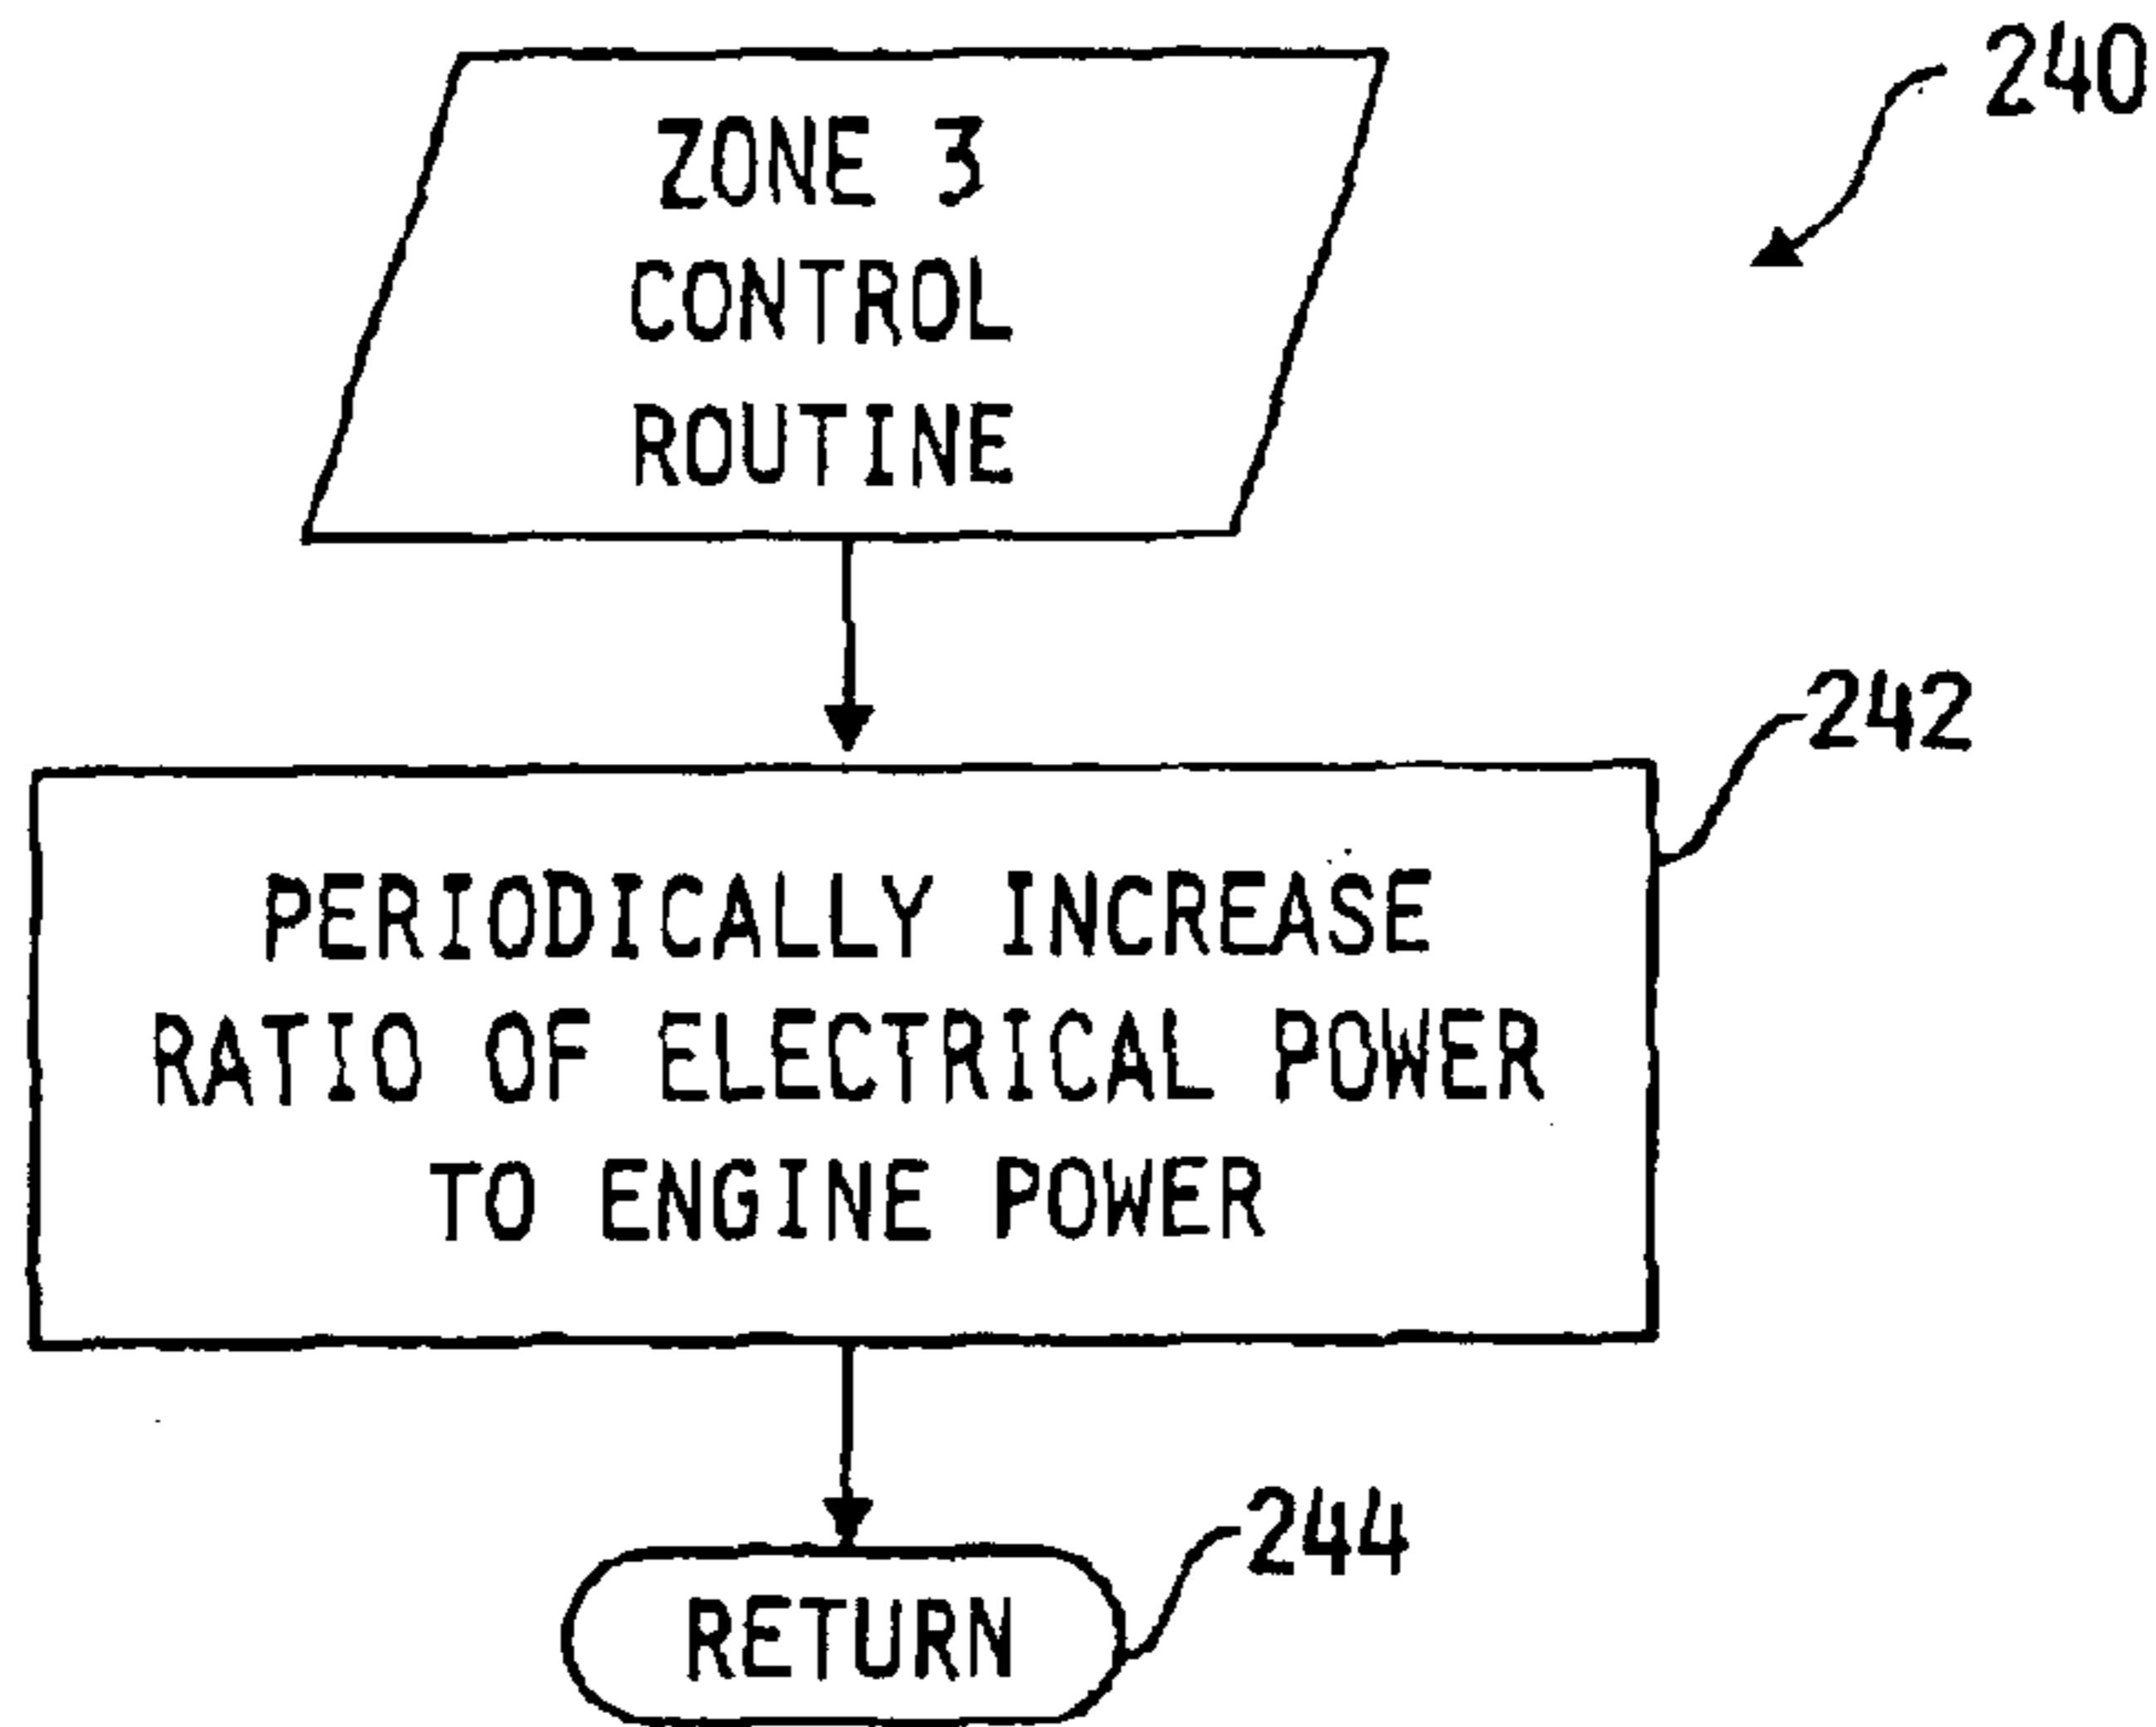 240
ZONE 3
CONTROL
ROUTINE
242
PERIODICALLY INCREASE
RATIO OF ELECTRICAL POWER
TO ENGINE POWER
244
RETURN